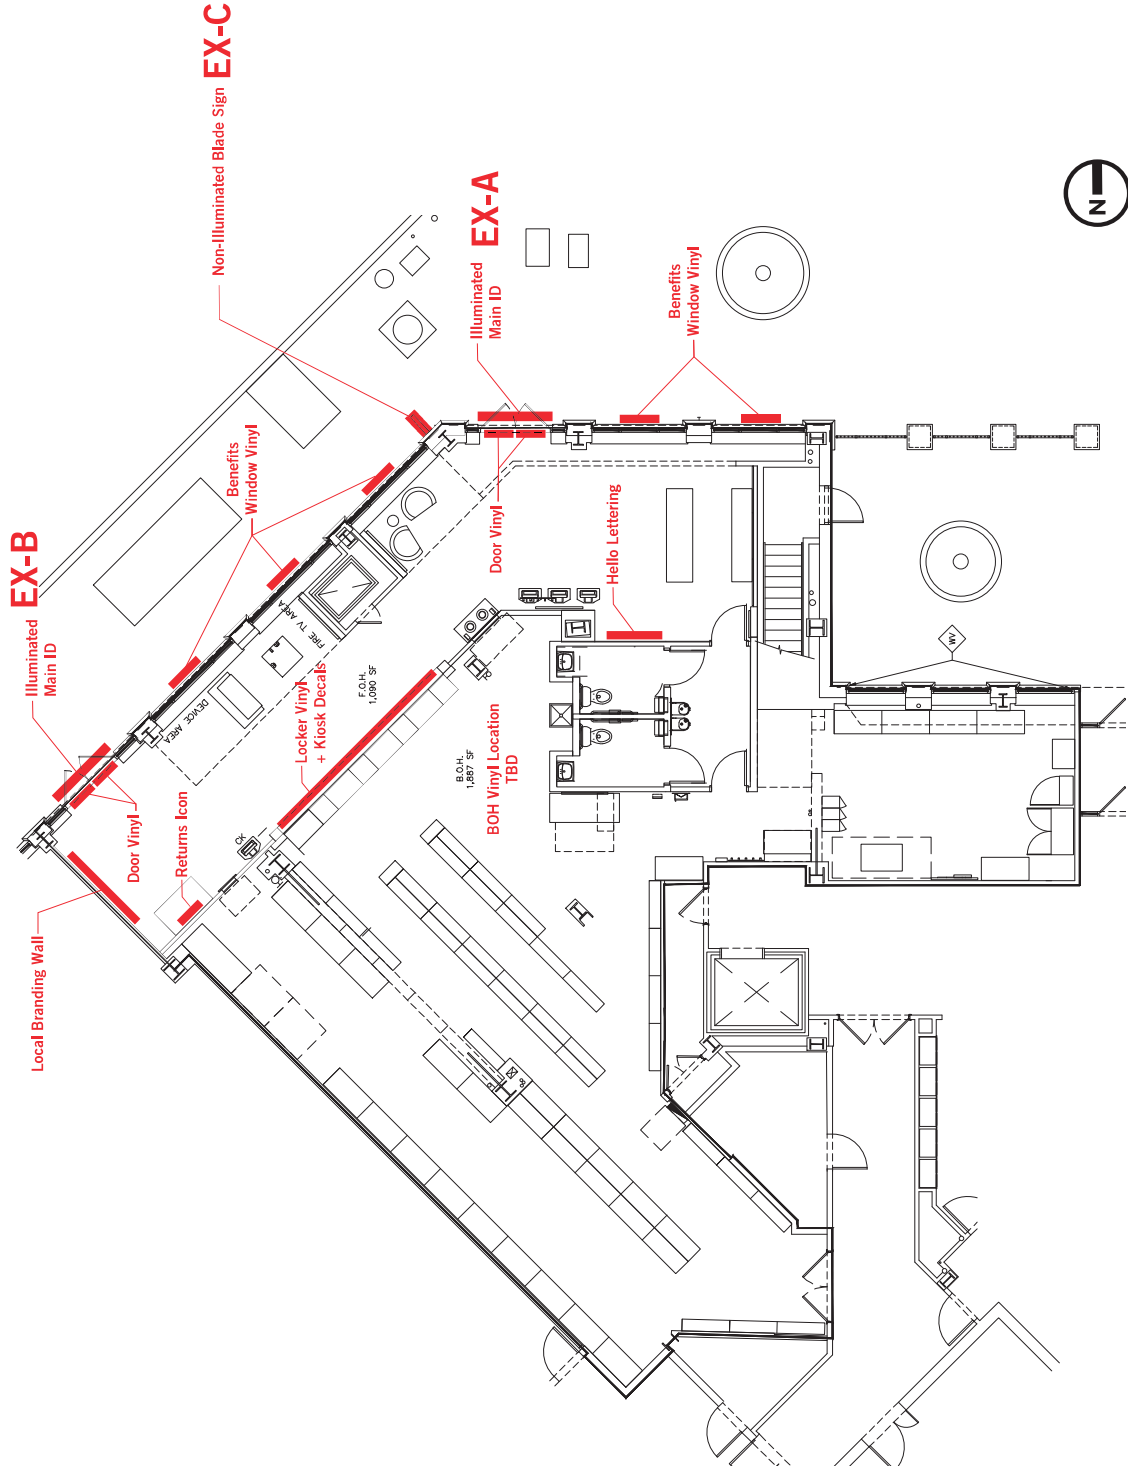 EX-C
Non-Illuminated Blade Sign
EX-A
Illuminated
Main ID
Benefits
Window Vinyl
N
EX-B
Illuminated
Main ID
Benefits
Window Vinyl
Door Vinyl
Hello Lettering
FIRE TV AREA
DEVICE AREA
F.O.H.
1,090 SF
Locker Vinyl
+ Kiosk Decals
B.O.H.
1,887 SF
BOH Vinyl Location
TBD
Door Vinyl
Returns Icon
Local Branding Wall
WV